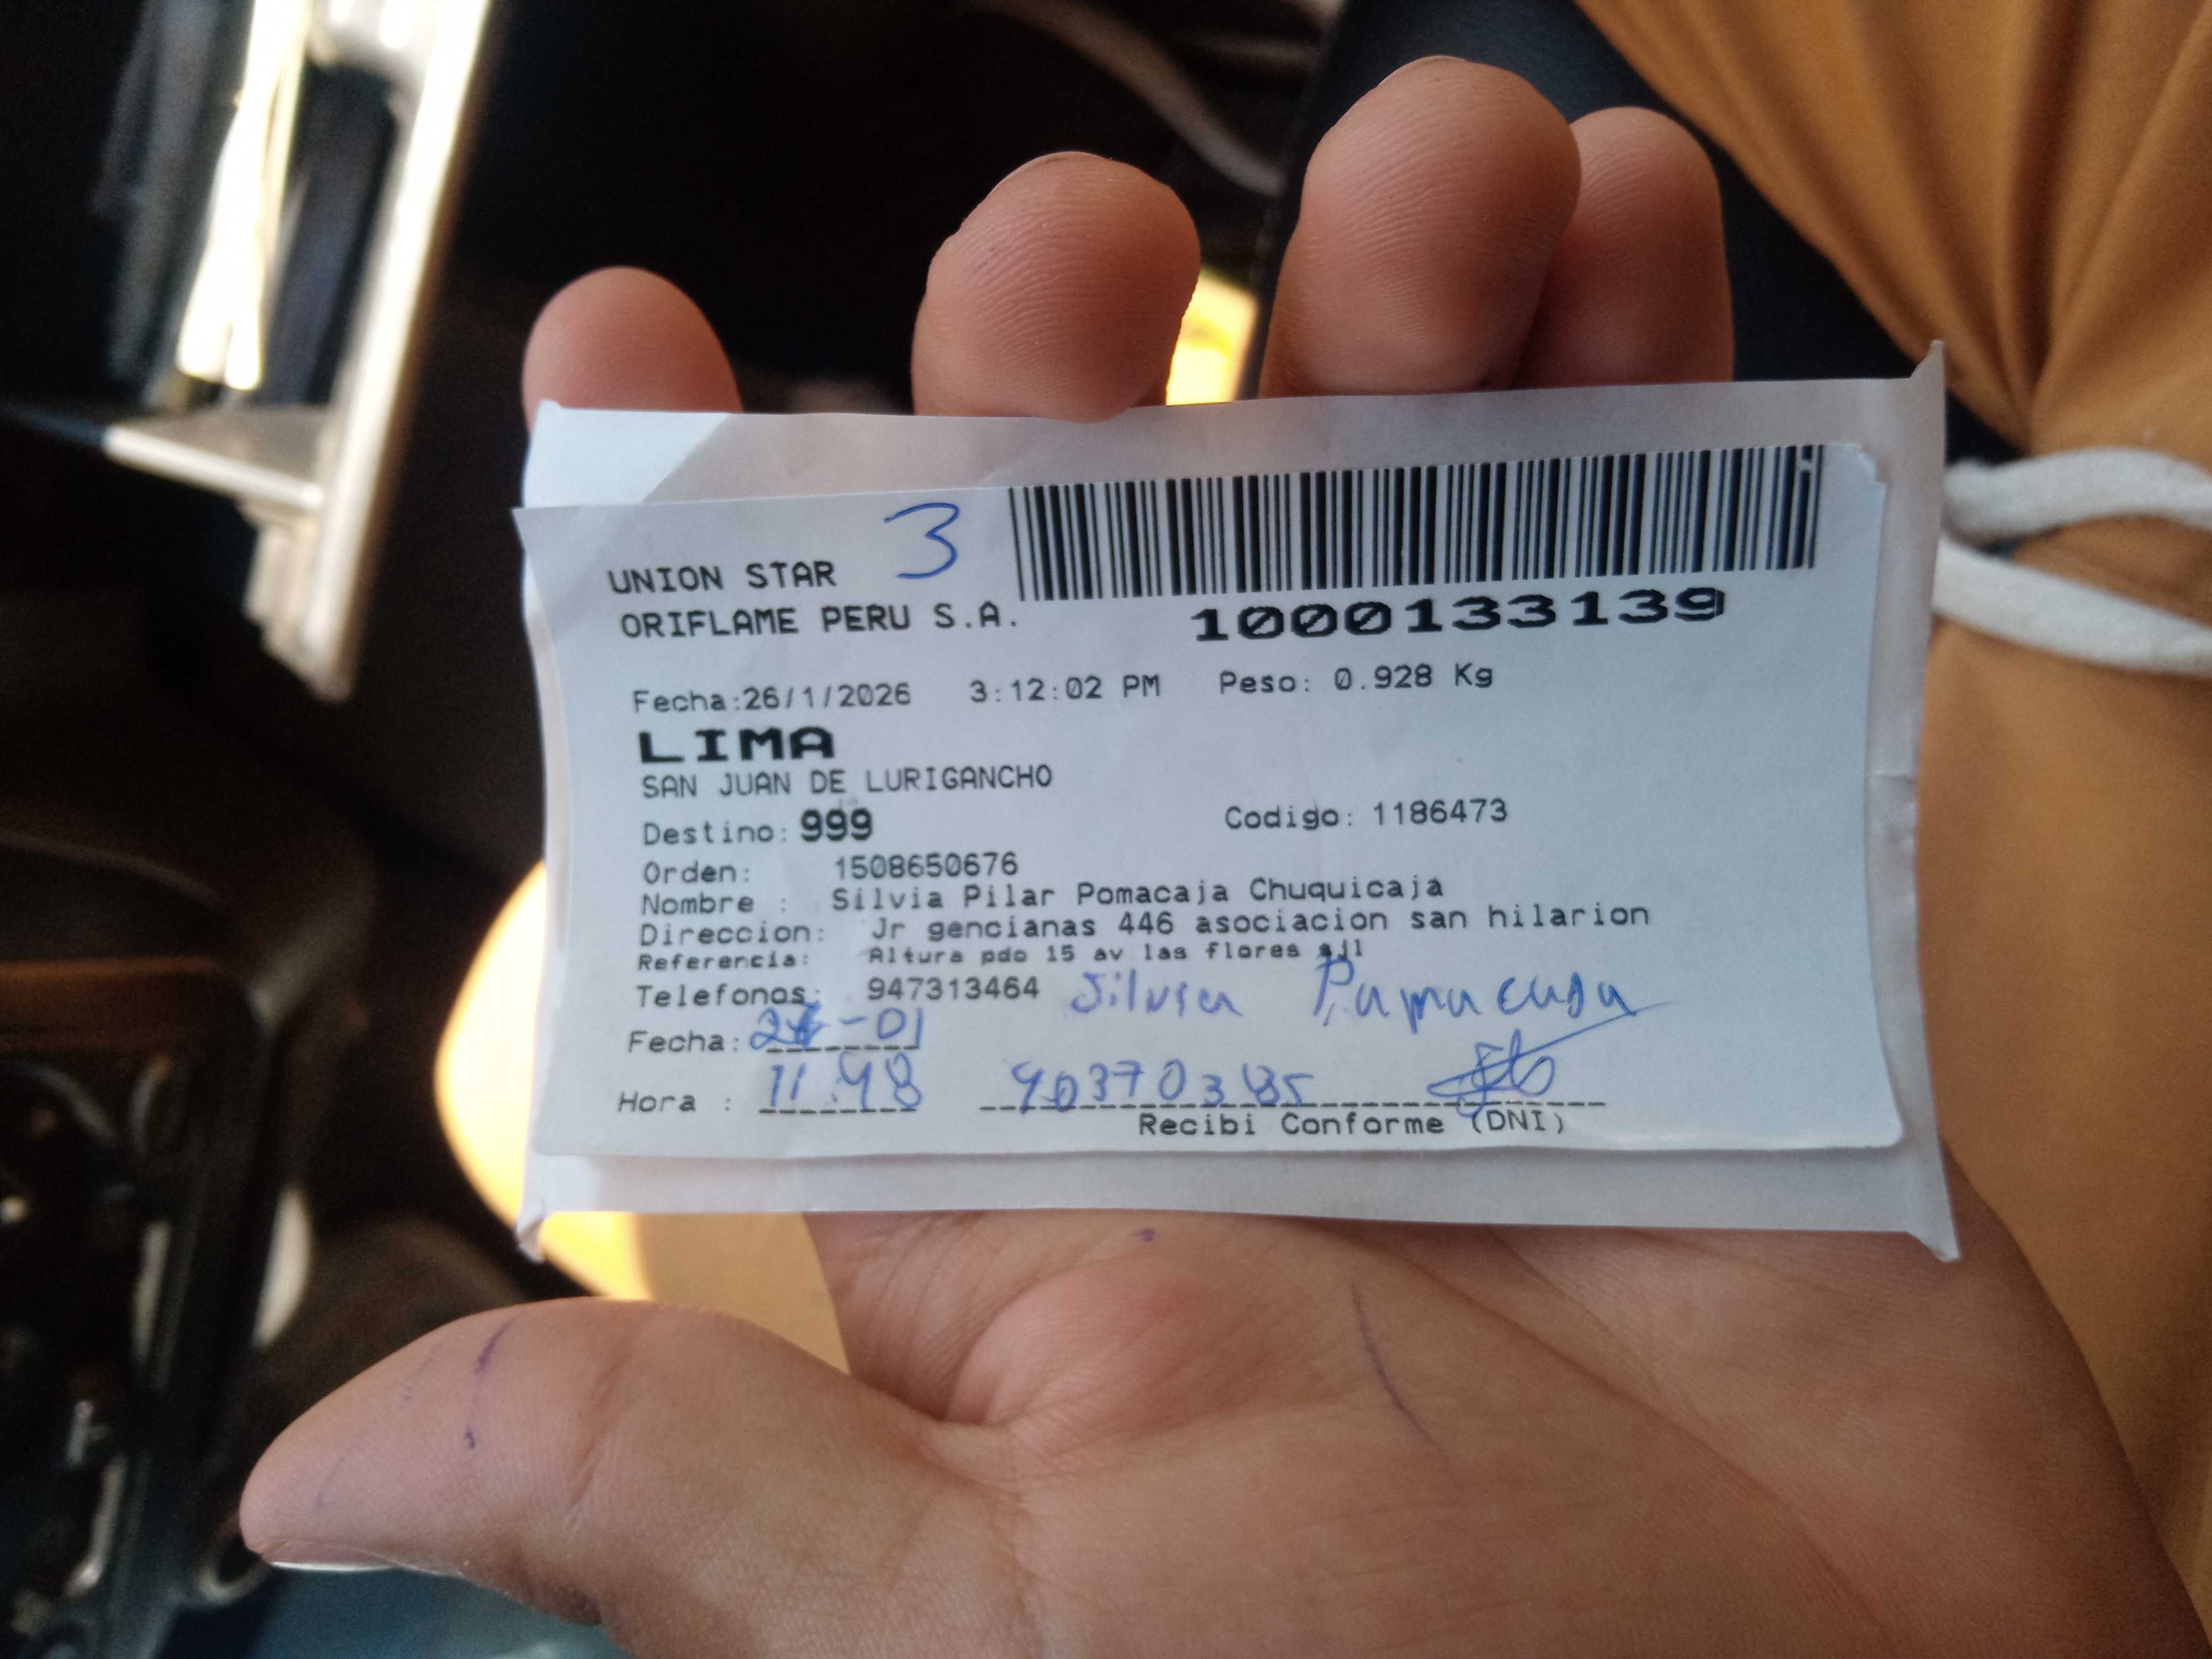 UNION STAR 3
ORIFLAME PERU S.A.
1000133139
Fecha:26/1/2026 3:12:02 PM Peso: 0.928 Kg
LIMA
SAN JUAN DE LURIGANCHO
Destino: 999 Codigo: 1186473
Orden: 1508650676
Nombre : Silvia Pilar Pomacaja Chuquicaja
Direccion: Jr gencianas 446 asociacion san hilarion
Referencia: Altura pdo 15 av las flores sjl
Telefonos: 947313464 Silvia Pamacasa
Fecha: -01
Hora : 11:48
Recibi Conforme (DNI)